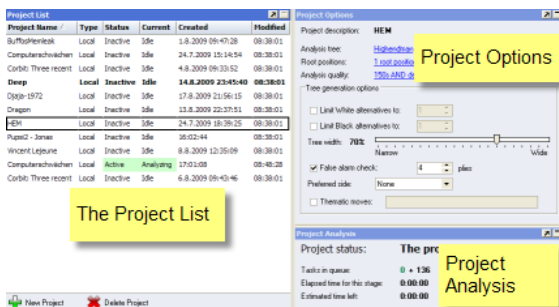 Project List
Project Name / Type Status Current Created Modified
BuffosMeinleak Local Inactive Idle 1.8.2009 09:47:28 08:38:01
Computerschwächen Local Inactive Idle 24.7.2009 15:14:54 08:38:01
Corbit: Three recent Local Inactive Idle 4.8.2009 09:33:52 08:38:01
Deep Local Inactive Idle 14.8.2009 23:45:40 08:38:01
Djaja-1972 Local Inactive Idle 17.8.2009 21:56:15 08:38:01
Dragon Local Inactive Idle 13.8.2009 22:37:51 08:38:01
HEM Local Inactive Idle 24.7.2009 18:39:25 08:38:01
Pupsi2 - Jonas Local Inactive Idle 16:02:44 08:38:01
Vincent Lejeune Local Inactive Idle 8.8.2009 12:35:09 08:38:01
Computerschwächen Local Active Analyzing 17:01:08 08:48:28
Corbit: Three recent Local Inactive Idle 6.8.2009 09:43:46 08:38:01
The Project List
New Project Delete Project
Project Options
Project description: HEM
Analysis tree:
Root positions: 1 root
Analysis quality: 150s AND
Project Options
Tree generation options
Limit White alternatives to:
Limit Black alternatives to:
Tree width: 70%
Narrow Wide
False alarm check: 4 plies
Preferred side: None
Thematic moves:
Project Analysis
Project status: The pro
Tasks in queue: 0 + 136
Elapsed time for this stage: 0:00:00
Estimated time left: 0:00:00
Project
Analysis